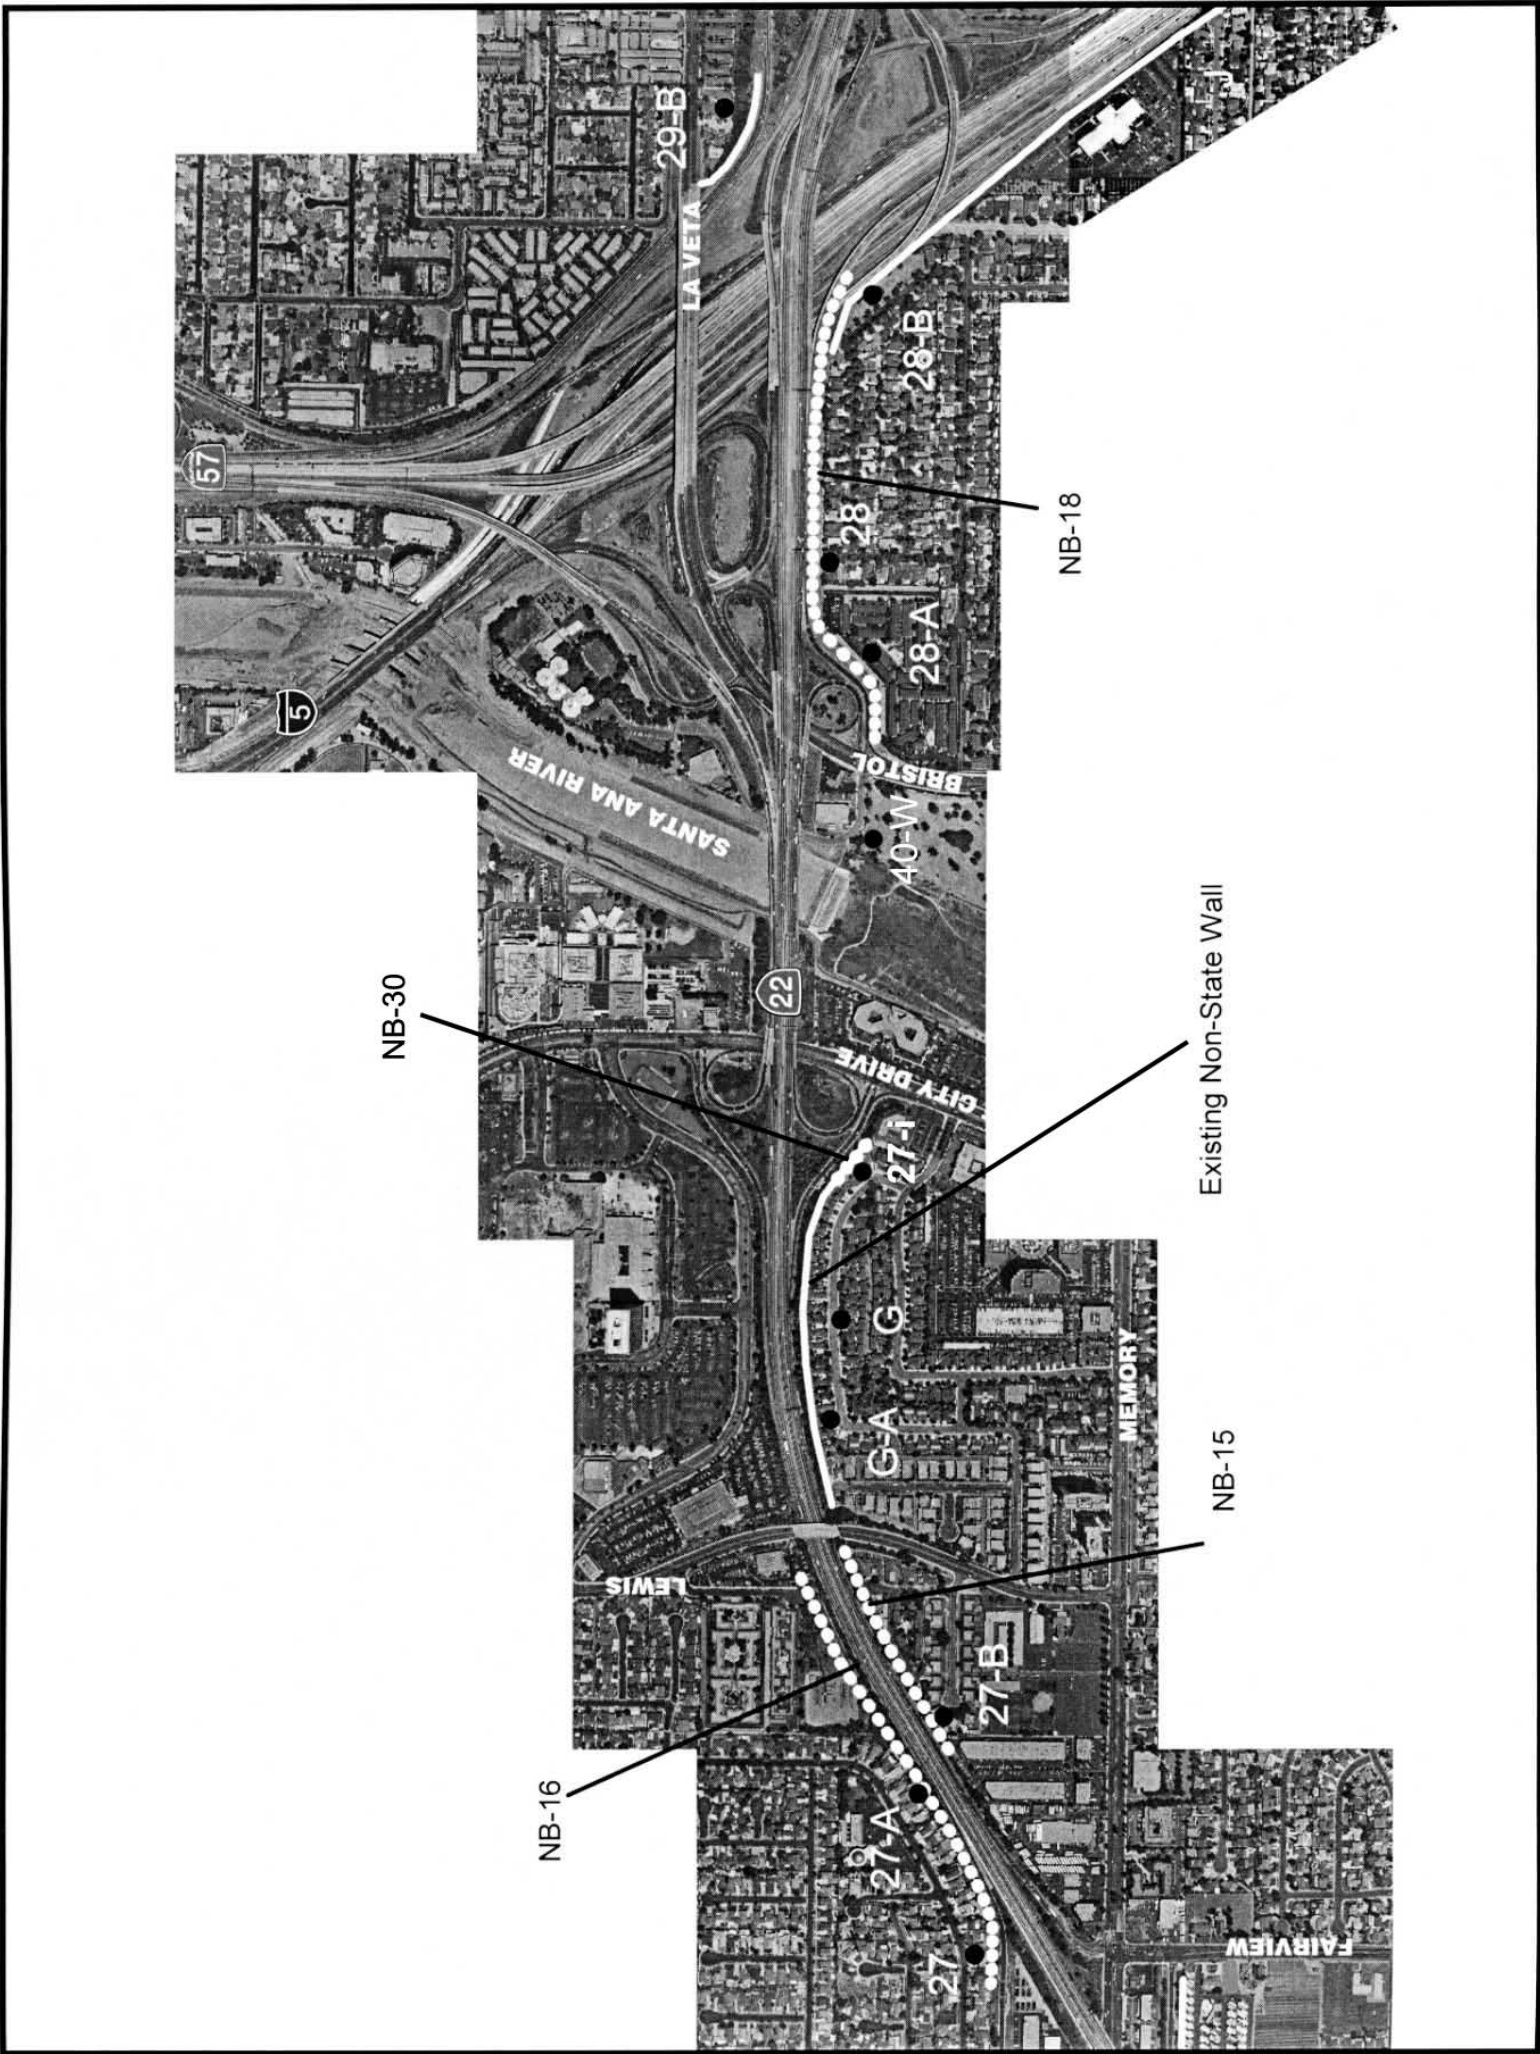 29-B
LA VETA
57
28-B
28
NB-18
28-A
5
SANTA ANA RIVER
BRISTOL
40-W
NB-30
22
CITY DRIVE
Existing Non-State Wall
27-i
G
G-A
MEMORY
NB-15
LEWIS
27-B
NB-16
27-A
27
FAIRVIEW